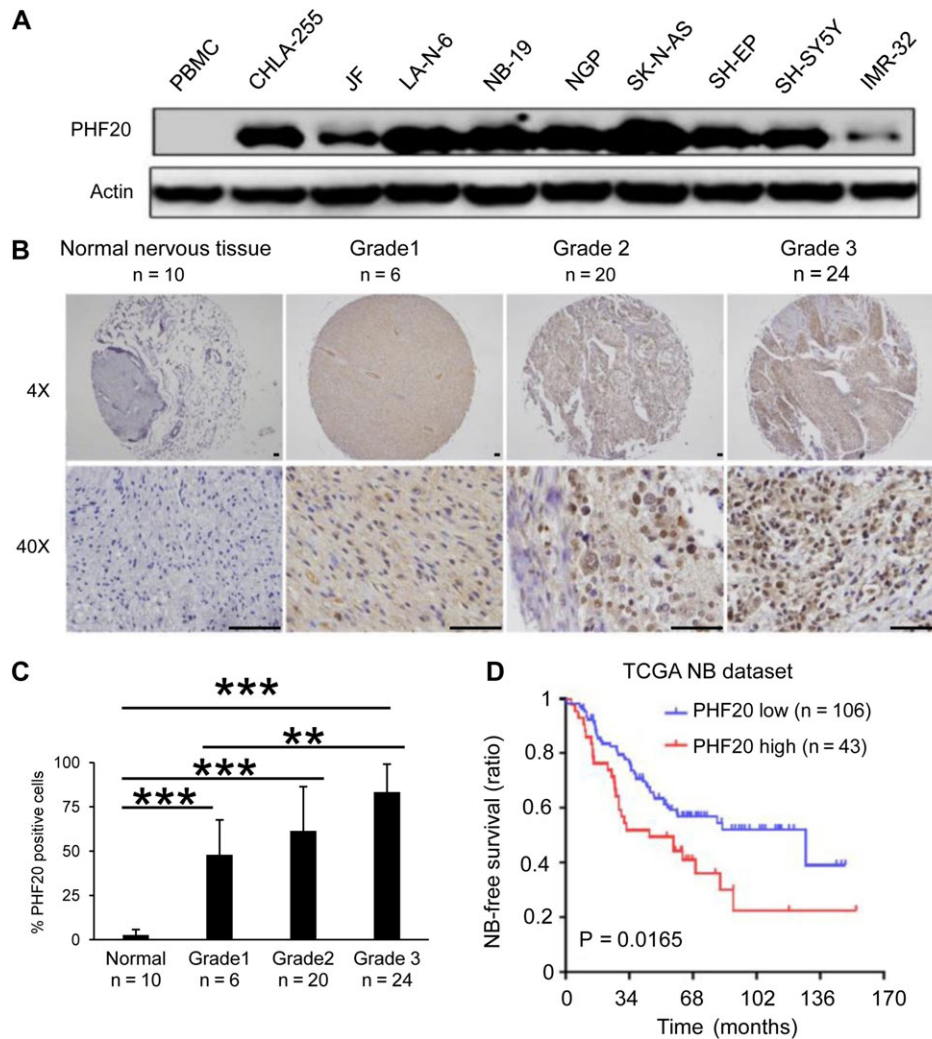 A
PBMC
CHLA-255
JF
LA-N-6
NB-19
NGP
SK-N-AS
SH-EP
SH-SY5Y
IMR-32
PHF20
Actin
B
Normal nervous tissue
n = 10
Grade1
n = 6
Grade 2
n = 20
Grade 3
n = 24
4X
40X
C
***
**
***
***
% PHF20 positive cells
100
75
50
25
0
Normal
n = 10
Grade1
n = 6
Grade2
n = 20
Grade 3
n = 24
D
TCGA NB dataset
PHF20 low (n = 106)
PHF20 high (n = 43)
NB-free survival (ratio)
1
0.8
0.6
0.4
0.2
0
P = 0.0165
0 34 68 102 136 170
Time (months)